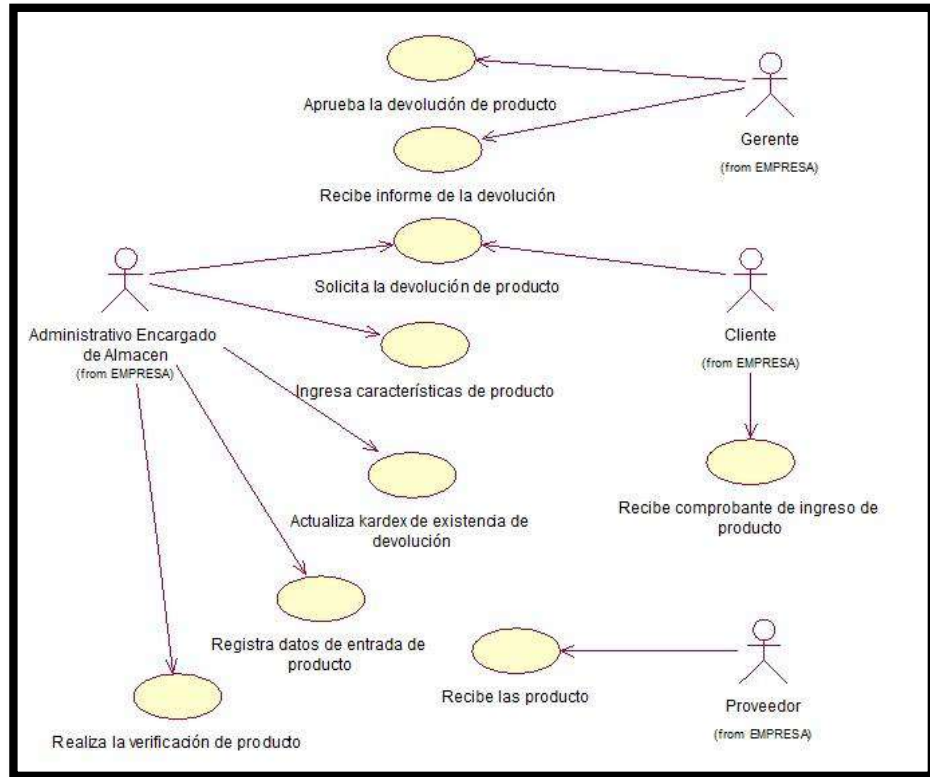 Aprueba la devolución de producto
Gerente
(from EMPRESA)
Recibe informe de la devolución
Solicita la devolución de producto
Administrativo Encargado
de Almacen
(from EMPRESA)
Cliente
(from EMPRESA)
Ingresa características de producto
Actualiza kardex de existencia de
devolución
Recibe comprobante de ingreso de
producto
Registra datos de entrada de
producto
Recibe las producto
Proveedor
(from EMPRESA)
Realiza la verificación de producto